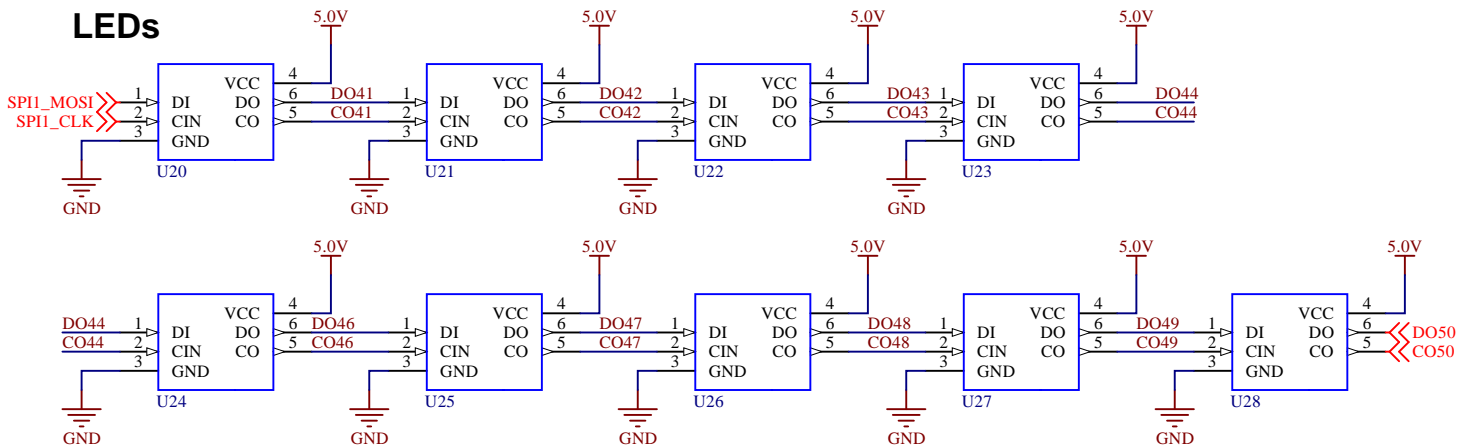 LEDs
5.0V 5.0V 5.0V 5.0V
VCC 4 VCC 4 VCC 4 VCC 4
SPI1_MOSI 1 DI DO 6 DO41 1 DI DO 6 DO42 1 DI DO 6 DO43 1 DI DO 6 DO44
SPI1_CLK 2 CIN CO 5 CO41 2 CIN CO 5 CO42 2 CIN CO 5 CO43 2 CIN CO 5 CO44
3 GND 3 GND 3 GND 3 GND
U20 U21 U22 U23
GND GND GND GND
5.0V 5.0V 5.0V 5.0V 5.0V
VCC 4 VCC 4 VCC 4 VCC 4 VCC 4
DO44 1 DI DO 6 DO46 1 DI DO 6 DO47 1 DI DO 6 DO48 1 DI DO 6 DO49 1 DI DO 6 DO50
CO44 2 CIN CO 5 CO46 2 CIN CO 5 CO47 2 CIN CO 5 CO48 2 CIN CO 5 CO49 2 CIN CO 5 CO50
3 GND 3 GND 3 GND 3 GND 3 GND
U24 U25 U26 U27 U28
GND GND GND GND GND